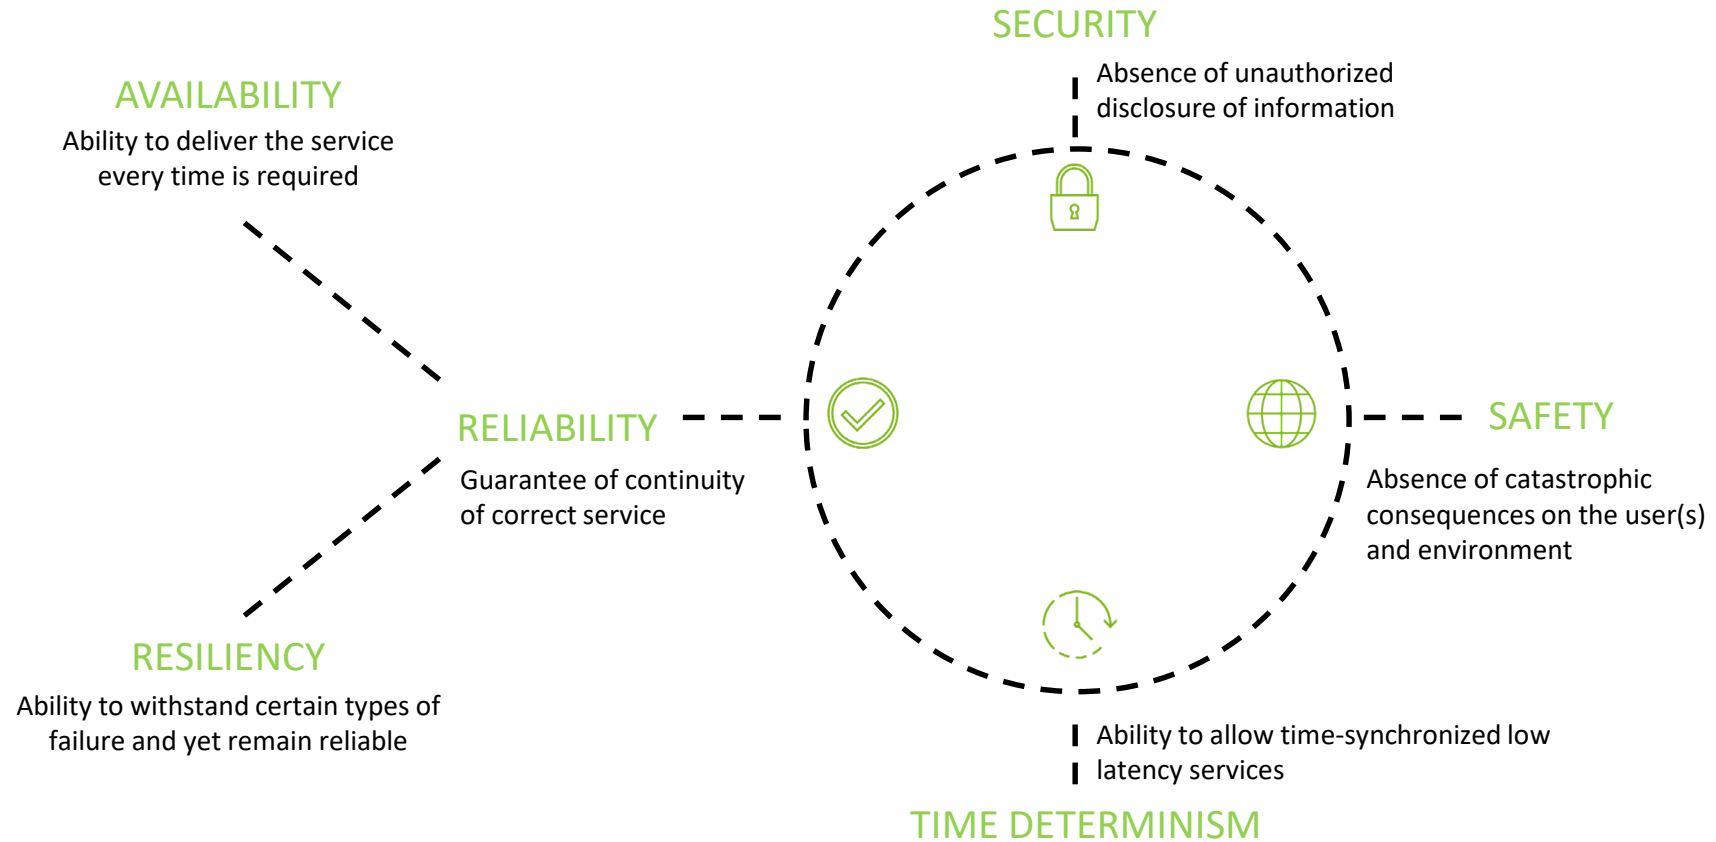 SECURITY
Absence of unauthorized
disclosure of information
AVAILABILITY
Ability to deliver the service
every time is required
RELIABILITY
Guarantee of continuity
of correct service
SAFETY
Absence of catastrophic
consequences on the user(s)
and environment
RESILIENCY
Ability to withstand certain types of
failure and yet remain reliable
Ability to allow time-synchronized low
latency services
TIME DETERMINISM